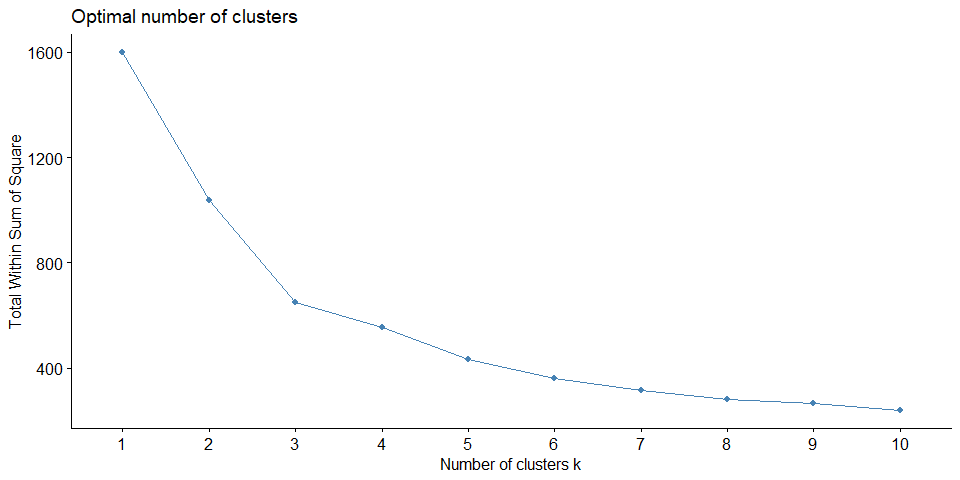 Optimal number of clusters
Total Within Sum of Square
1600
1200
800
400
1 2 3 4 5 6 7 8 9 10
Number of clusters k